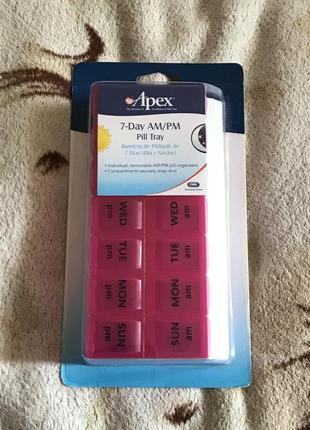 Apex
7-Day AM/PM
Pill Tray
Bandeja de Píldoras de
7 Días (Día y Noche)
• Individual, removable AM/PM pill organizers
• Compartments securely snap shut
WED pm WED am
TUE pm TUE am
MON pm MON am
SUN pm SUN am